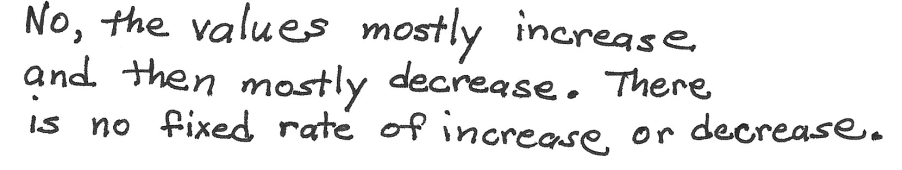 No, the values mostly increase
and then mostly decrease. There
is no fixed rate of increase or decrease.